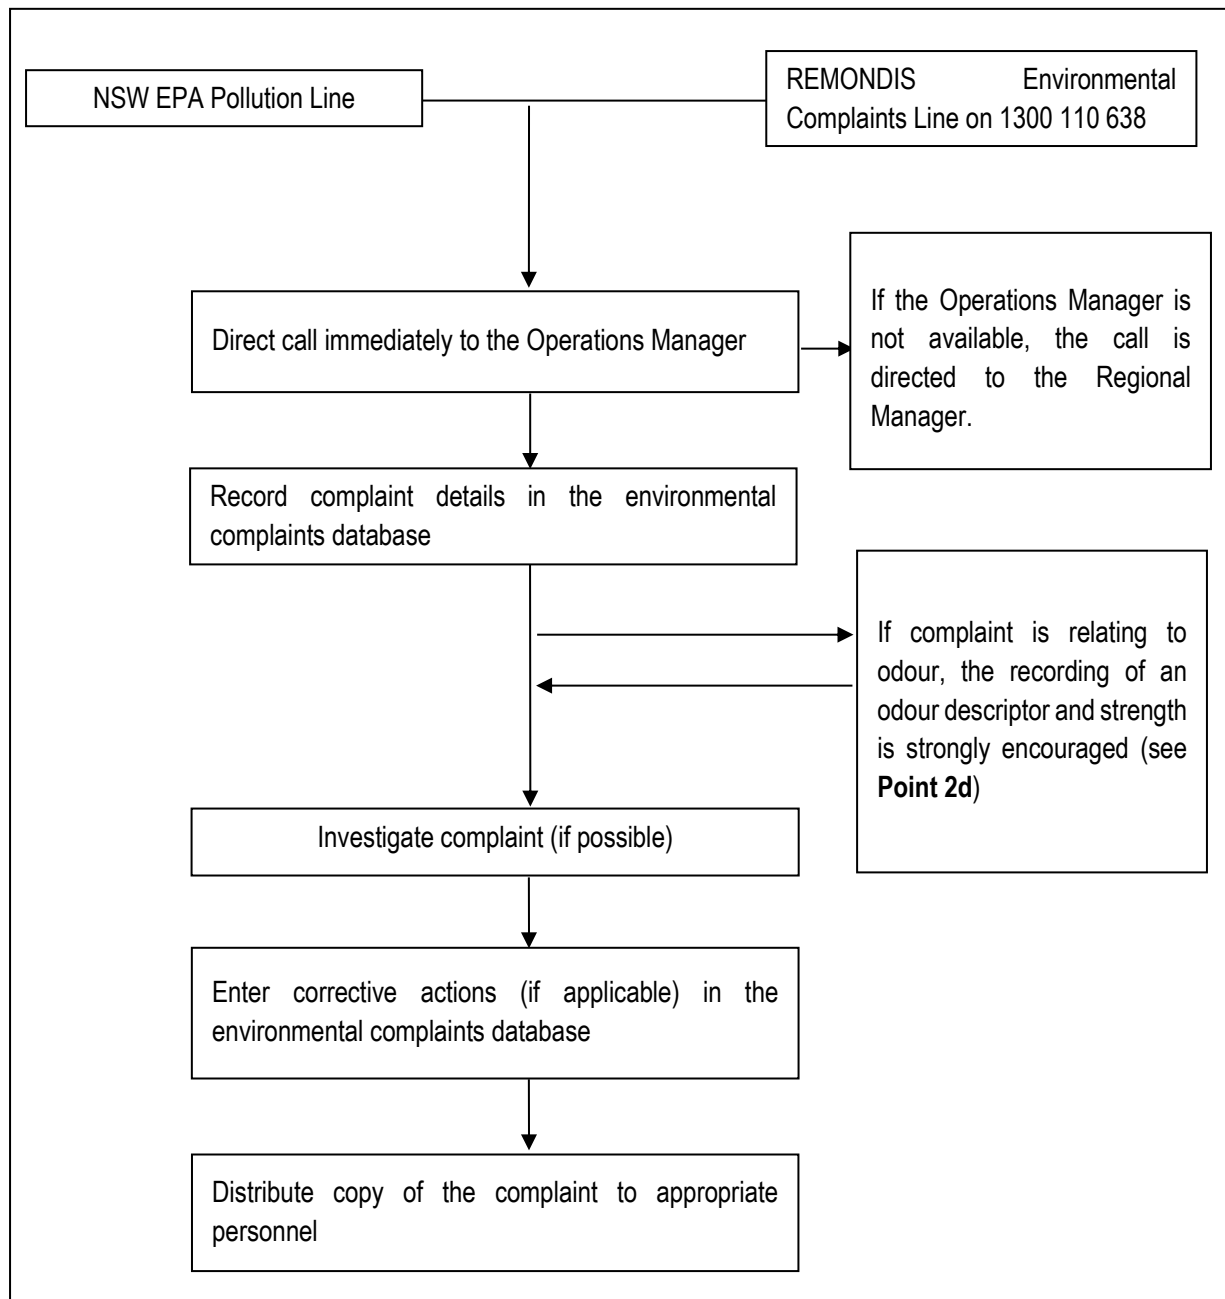 NSW EPA Pollution Line
REMONDIS Environmental
Complaints Line on 1300 110 638
Direct call immediately to the Operations Manager
If the Operations Manager is
not available, the call is
directed to the Regional
Manager.
Record complaint details in the environmental
complaints database
If complaint is relating to
odour, the recording of an
odour descriptor and strength
is strongly encouraged (see
Point 2d)
Investigate complaint (if possible)
Enter corrective actions (if applicable) in the
environmental complaints database
Distribute copy of the complaint to appropriate
personnel